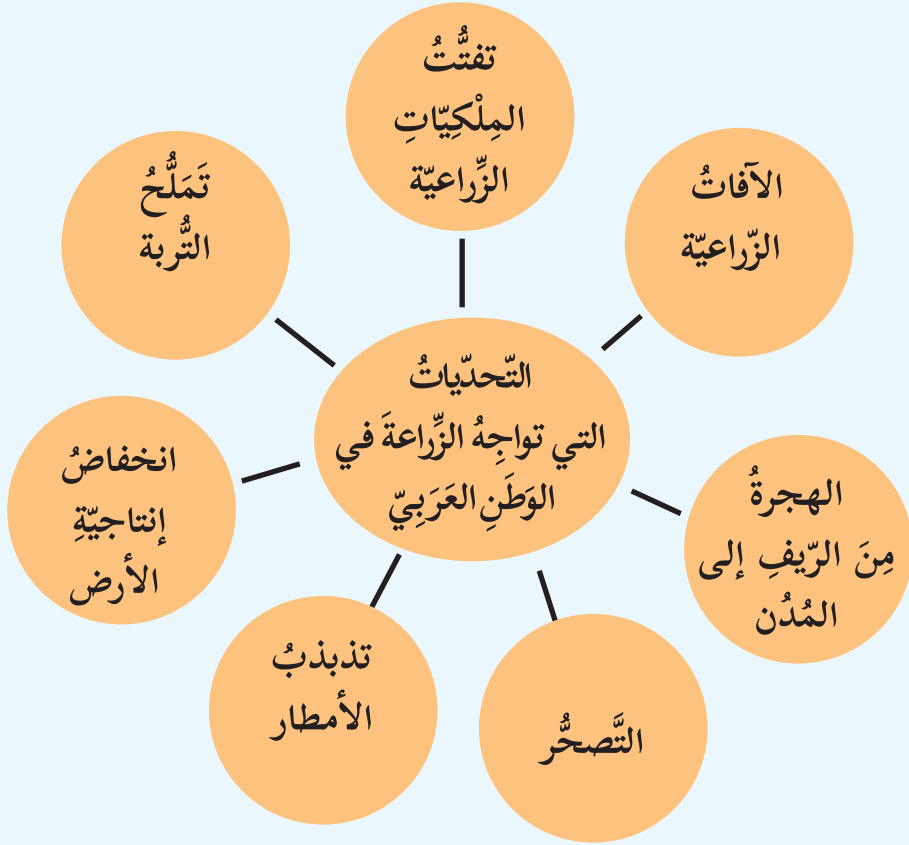 التّحدّياتُ
التي تواجِهُ الزِّراعةَ في
الوَطَنِ العَرَبِيّ
تفتُّتُ
المِلْكِيّاتِ
الزِّراعيّة
الآفاتُ
الزّراعيّة
الهجرةُ
مِنَ الرّيفِ إلى
المُدُن
التَّصحُّر
تذبذبُ
الأمطار
انخفاضُ
إنتاجيّةِ
الأرض
تَمَلُّحُ
التُّربة